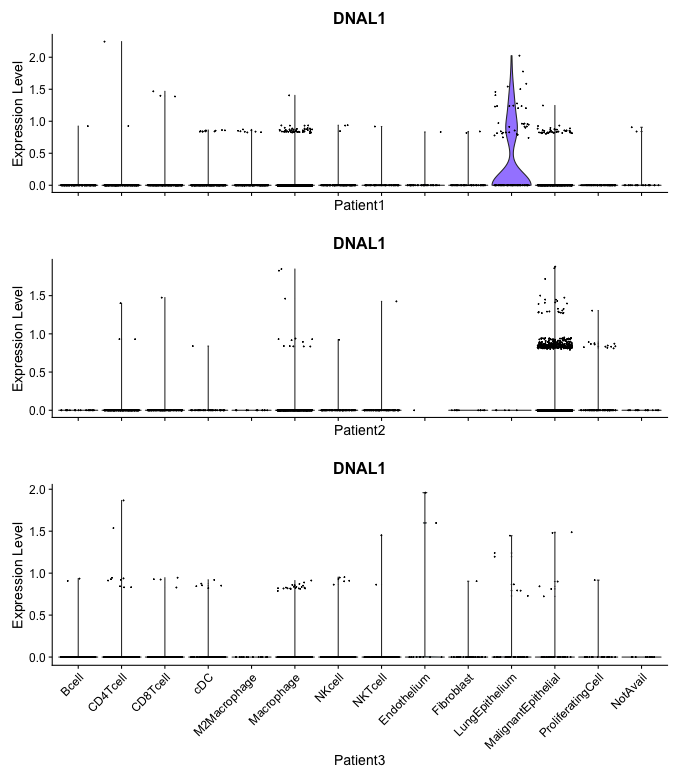 DNAL1
Expression Level
2.0
1.5
1.0
0.5
0.0
Patient1
DNAL1
Expression Level
1.5
1.0
0.5
0.0
Patient2
DNAL1
Expression Level
2.0
1.5
1.0
0.5
0.0
Bcell
CD4Tcell
CD8Tcell
cDC
M2Macrophage
Macrophage
NKcell
NKTcell
Endothelium
Fibroblast
LungEpithelium
MalignantEpithelial
ProliferatingCell
NotAvail
Patient3